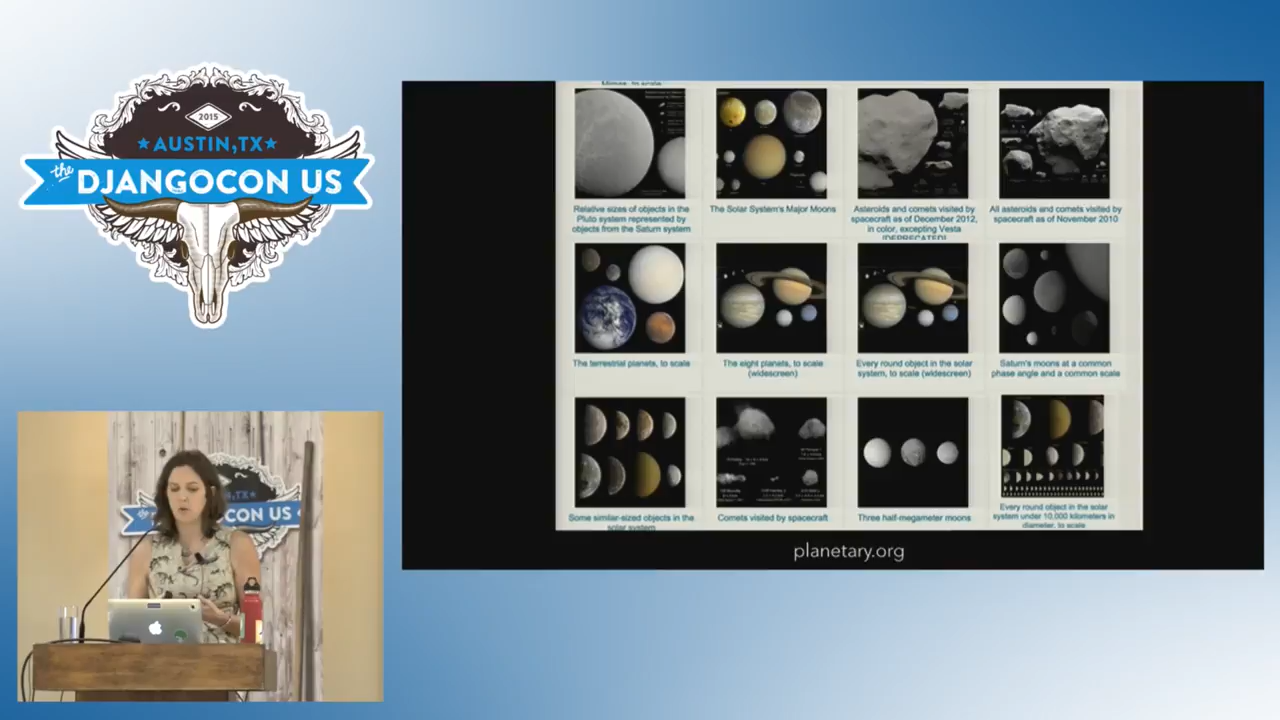 2015
AUSTIN, TX
the
DJANGOCON US
N,TX
GOCON US
Relative sizes of objects in the
Pluto system represented by
objects from the Saturn system
The Solar System's Major Moons
Asteroids and comets visited by
spacecraft as of December 2012,
in color, excepting Vesta
[DEPRECATED]
All asteroids and comets visited by
spacecraft as of November 2010
The terrestrial planets, to scale
The eight planets, to scale
(widescreen)
Every round object in the solar
system, to scale (widescreen)
Saturn's moons at a common
phase angle and a common scale
Some similar-sized objects in the
solar system
Comets visited by spacecraft
Three half-megameter moons
Every round object in the solar
system under 10,000 kilometers in
diameter, to scale
planetary.org